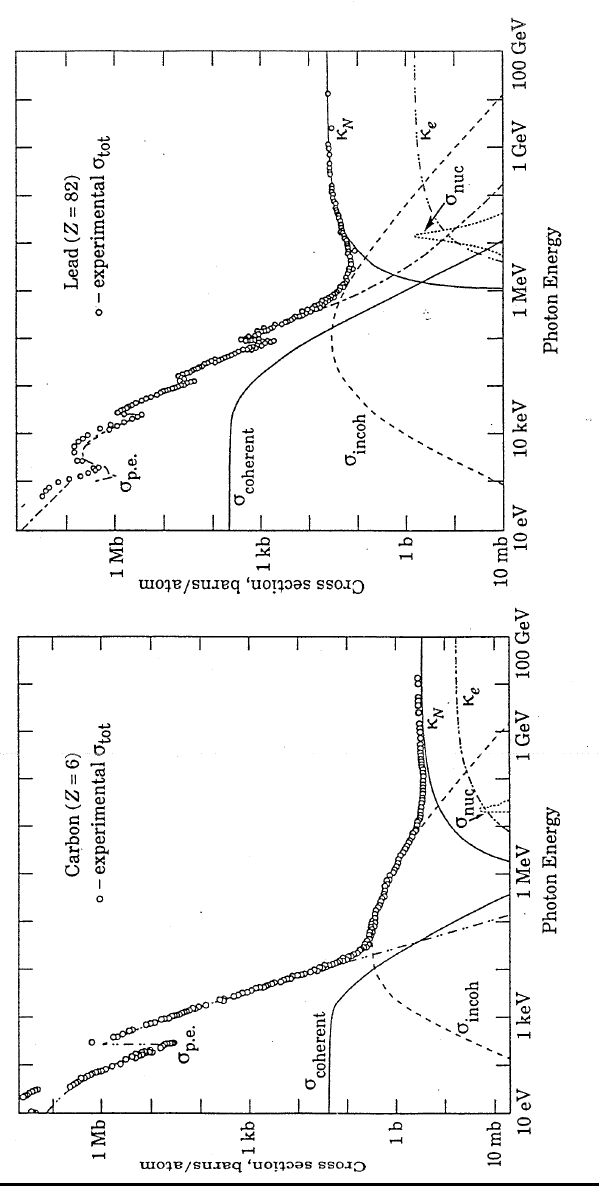 Carbon (Z = 6)
o – experimental σtot
Cross section, barns/atom
1 Mb
1 kb
1 b
10 mb
σp.e.
σcoherent
σincoh
σnuc
κN
κe
10 eV
1 keV
1 MeV
1 GeV
100 GeV
Photon Energy
Lead (Z = 82)
o – experimental σtot
Cross section, barns/atom
1 Mb
1 kb
1 b
10 mb
σp.e.
σcoherent
σincoh
σnuc
κN
κe
10 eV
10 keV
1 MeV
1 GeV
100 GeV
Photon Energy